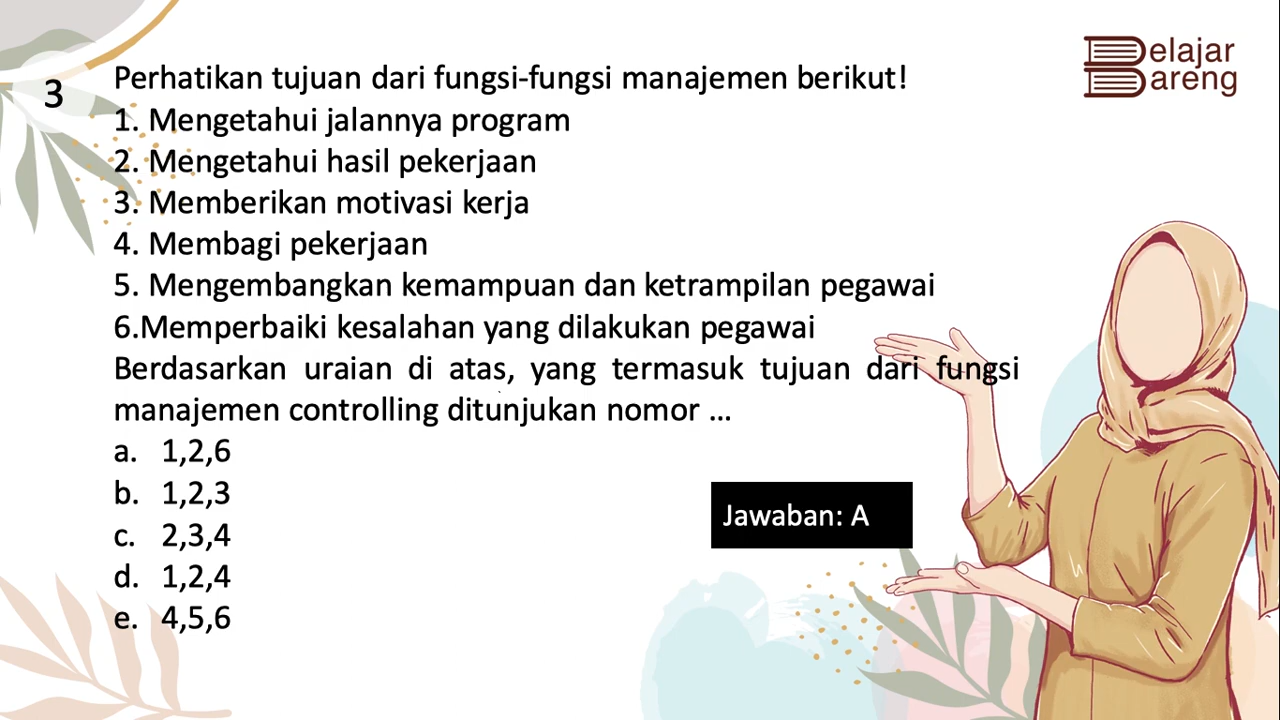 Belajar
Bareng
3
Perhatikan tujuan dari fungsi-fungsi manajemen berikut!
1. Mengetahui jalannya program
2. Mengetahui hasil pekerjaan
3. Memberikan motivasi kerja
4. Membagi pekerjaan
5. Mengembangkan kemampuan dan ketrampilan pegawai
6.Memperbaiki kesalahan yang dilakukan pegawai
Berdasarkan uraian di atas, yang termasuk tujuan dari fungsi
manajemen controlling ditunjukan nomor ...
a. 1,2,6
b. 1,2,3
c. 2,3,4
d. 1,2,4
e. 4,5,6
Jawaban: A